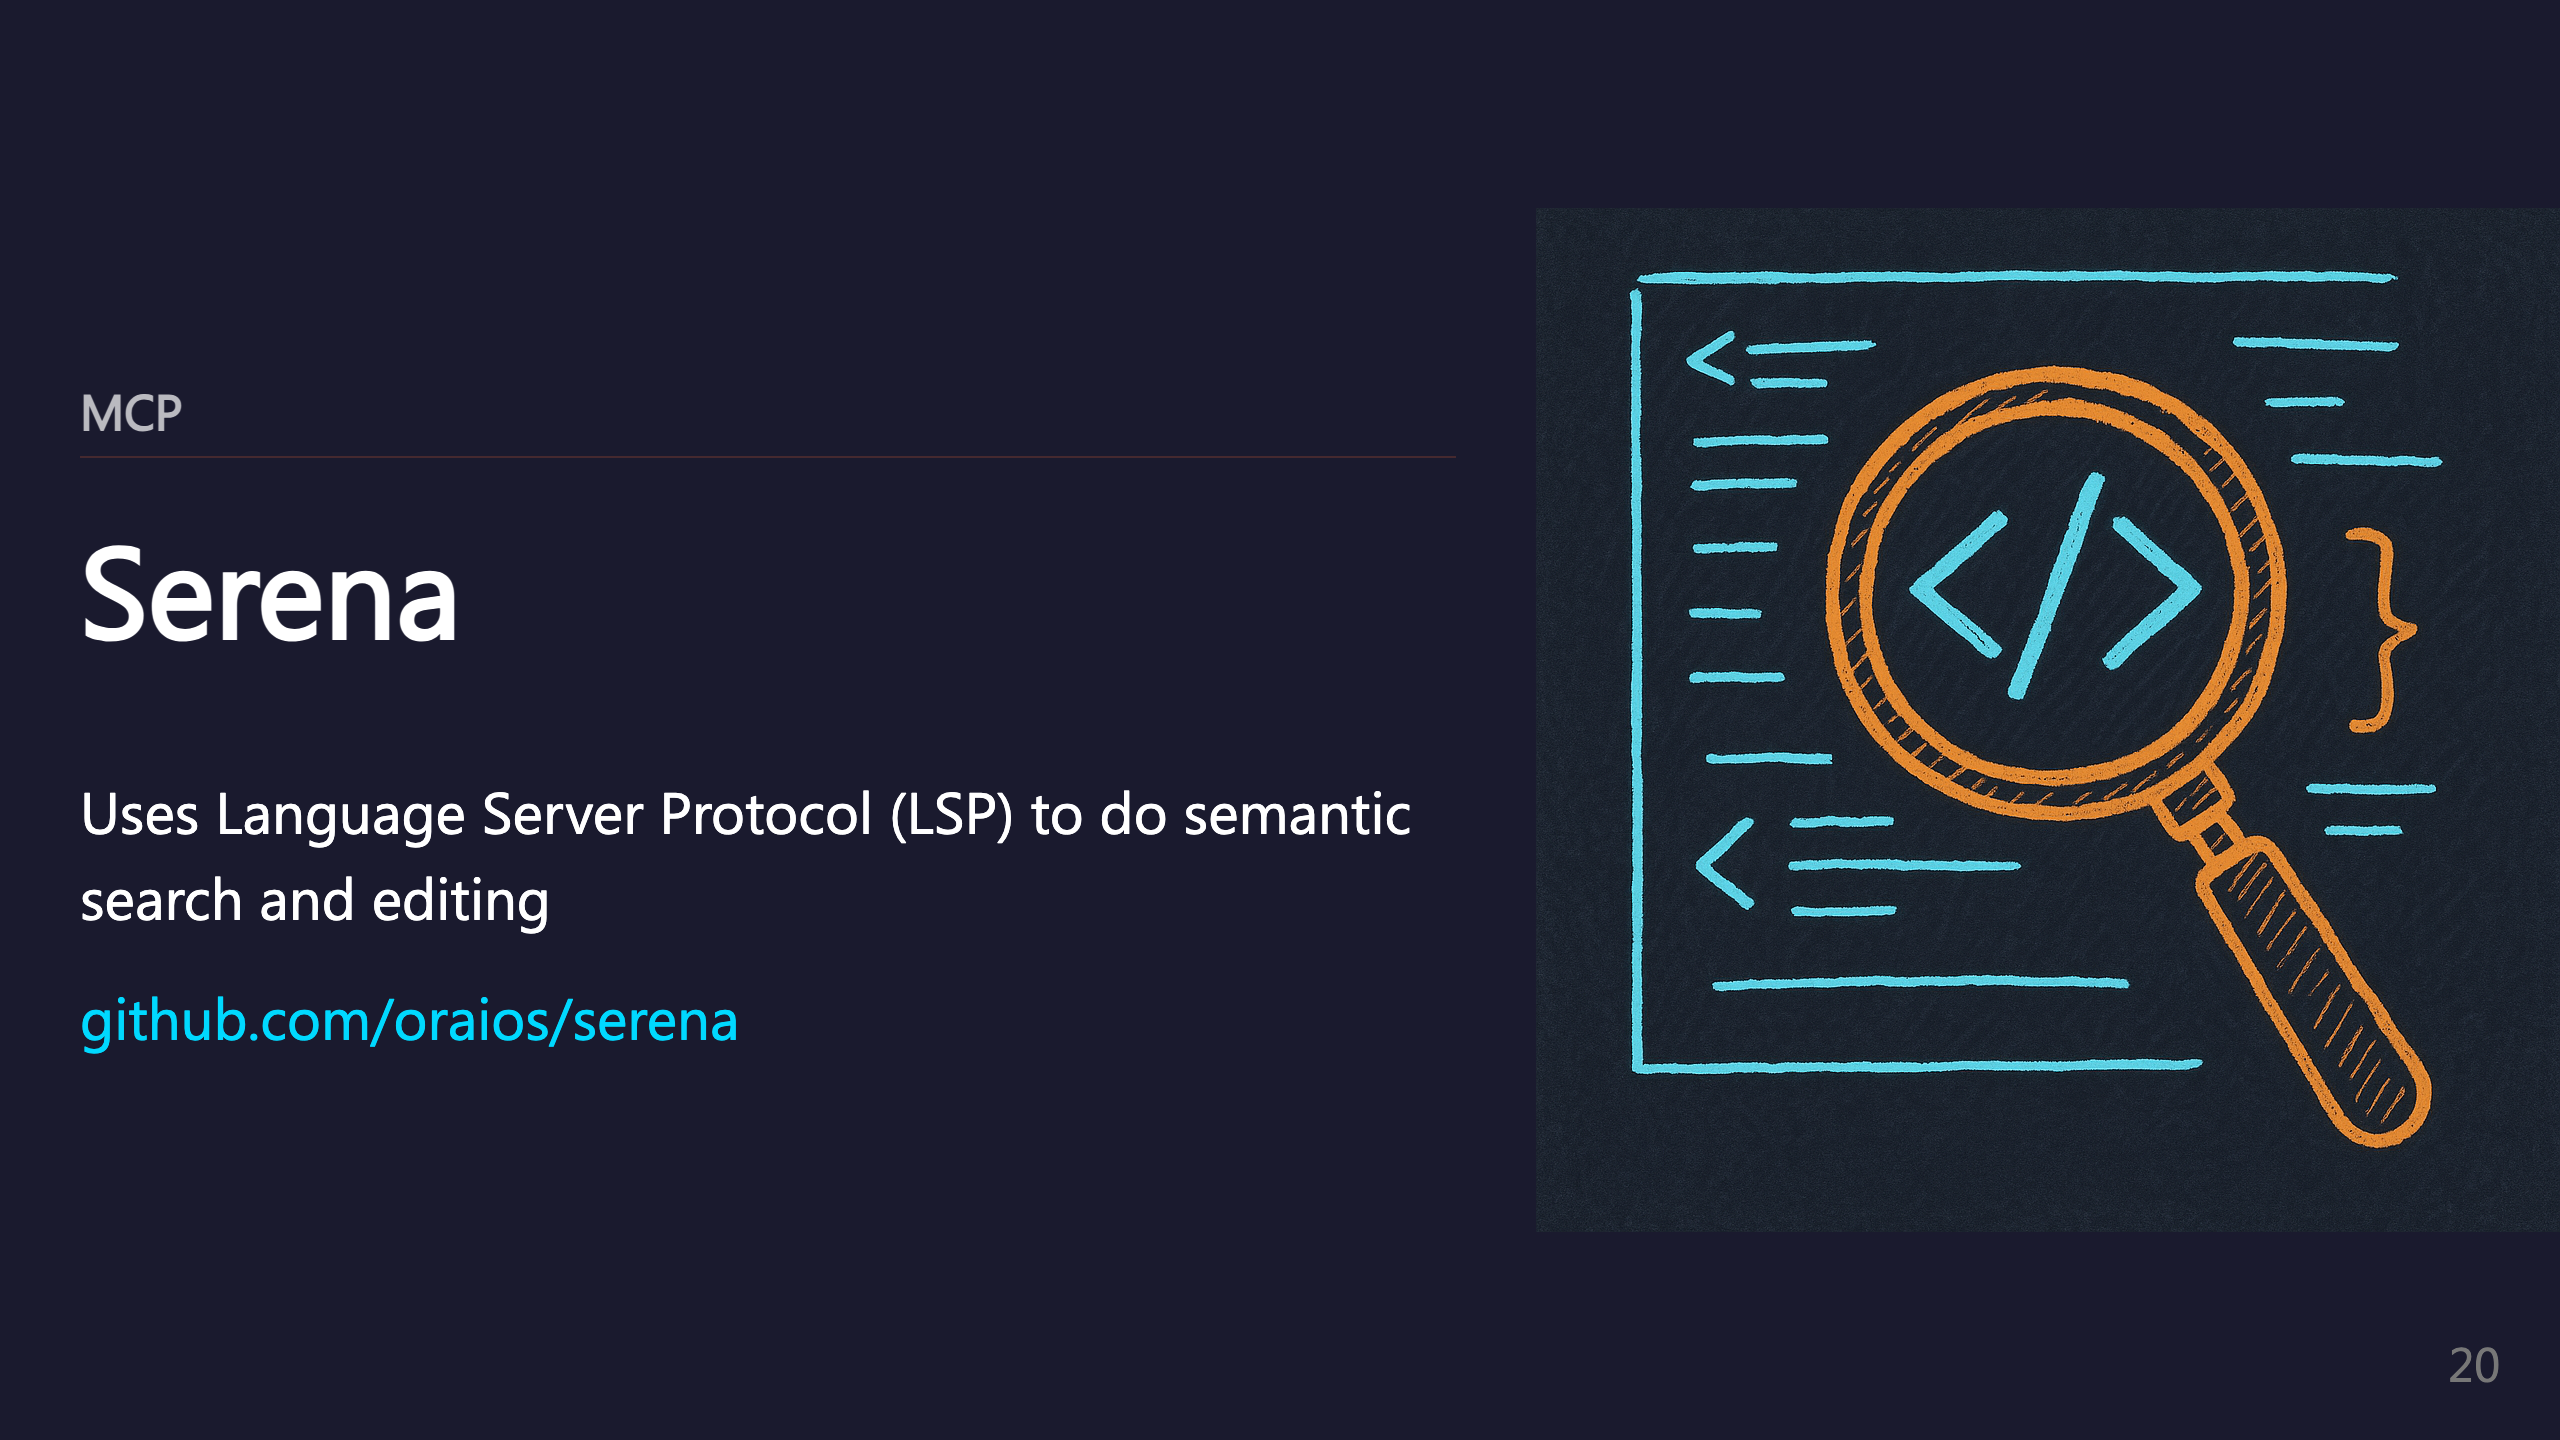 MCP
Serena
Uses Language Server Protocol (LSP) to do semantic
search and editing
github.com/oraios/serena
</>
20